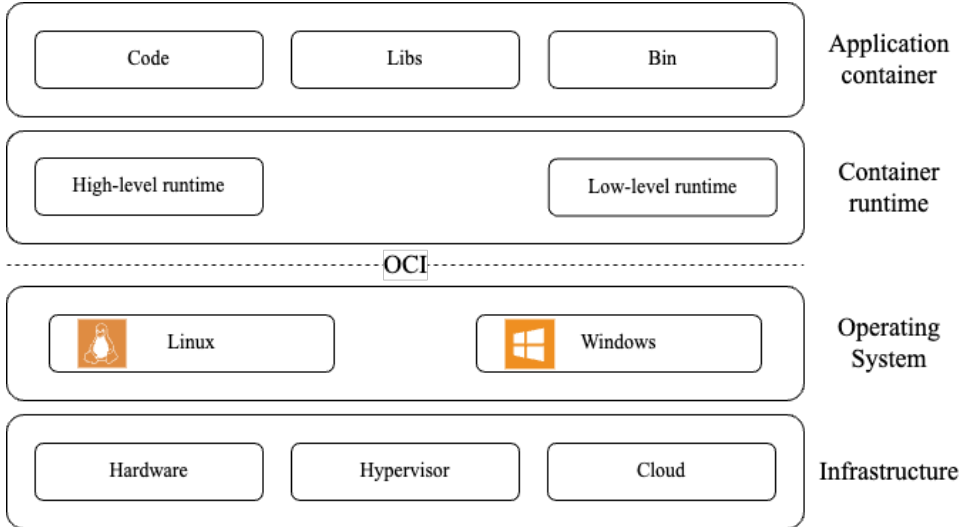 Code
Libs
Bin
Application
container
High-level runtime
Low-level runtime
Container
runtime
OCI
Linux
Windows
Operating
System
Hardware
Hypervisor
Cloud
Infrastructure